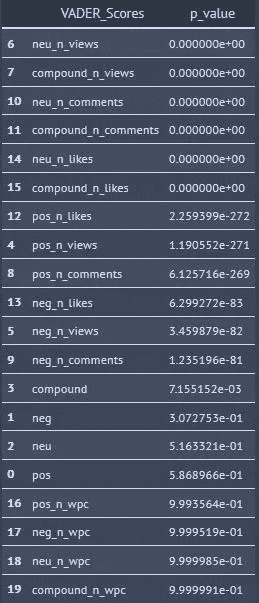 VADER_Scores p_value
6 neu_n_views 0.000000e+00
7 compound_n_views 0.000000e+00
10 neu_n_comments 0.000000e+00
11 compound_n_comments 0.000000e+00
14 neu_n_likes 0.000000e+00
15 compound_n_likes 0.000000e+00
12 pos_n_likes 2.259399e-272
4 pos_n_views 1.190552e-271
8 pos_n_comments 6.125716e-269
13 neg_n_likes 6.299272e-83
5 neg_n_views 3.459879e-82
9 neg_n_comments 1.235196e-81
3 compound 7.155152e-03
1 neg 3.072753e-01
2 neu 5.163321e-01
0 pos 5.868966e-01
16 pos_n_wpc 9.993564e-01
17 neg_n_wpc 9.999519e-01
18 neu_n_wpc 9.999985e-01
19 compound_n_wpc 9.999991e-01